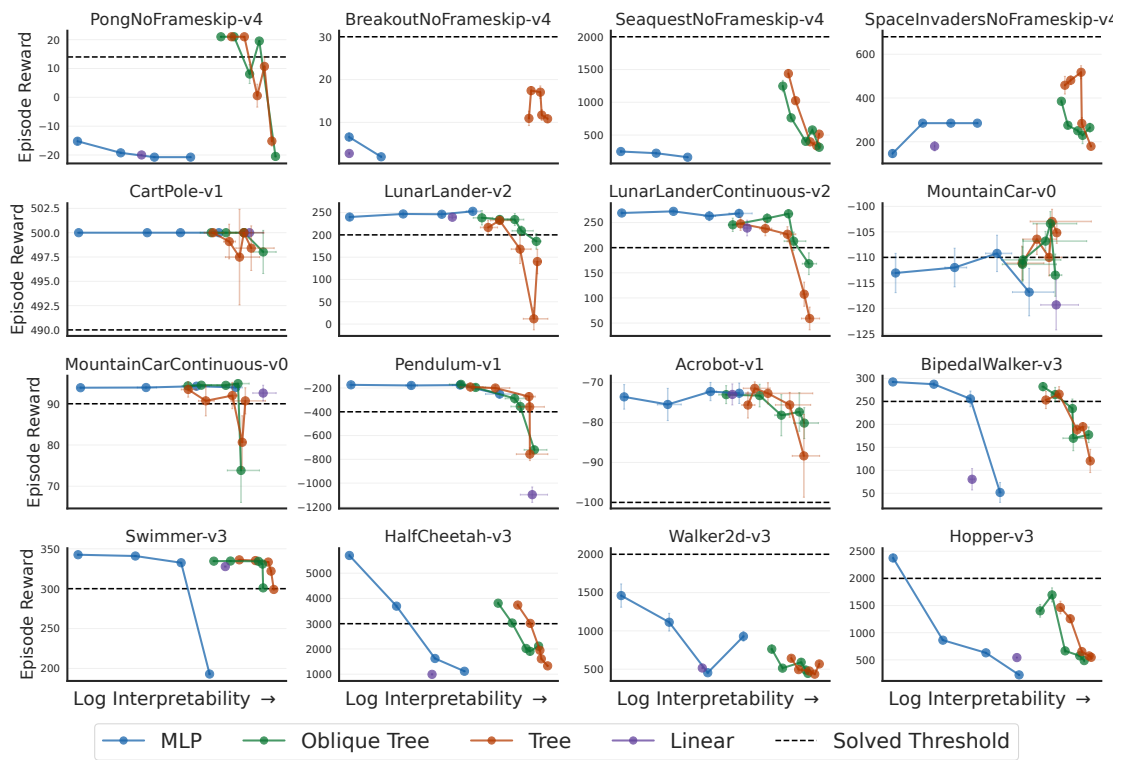 PongNoFrameskip-v4
BreakoutNoFrameskip-v4
SeaquestNoFrameskip-v4
SpaceInvadersNoFrameskip-v4
Episode Reward
20
10
0
−10
−20
30
20
10
2000
1500
1000
500
600
400
200
CartPole-v1
LunarLander-v2
LunarLanderContinuous-v2
MountainCar-v0
Episode Reward
502.5
500.0
497.5
495.0
492.5
490.0
250
200
150
100
50
0
250
200
150
100
50
−100
−105
−110
−115
−120
−125
MountainCarContinuous-v0
Pendulum-v1
Acrobot-v1
BipedalWalker-v3
Episode Reward
90
80
70
−200
−400
−600
−800
−1000
−1200
−70
−80
−90
−100
300
250
200
150
100
50
Swimmer-v3
HalfCheetah-v3
Walker2d-v3
Hopper-v3
Episode Reward
350
300
250
200
5000
4000
3000
2000
1000
2000
1500
1000
500
2500
2000
1500
1000
500
Log Interpretability →
Log Interpretability →
Log Interpretability →
Log Interpretability →
MLP
Oblique Tree
Tree
Linear
Solved Threshold